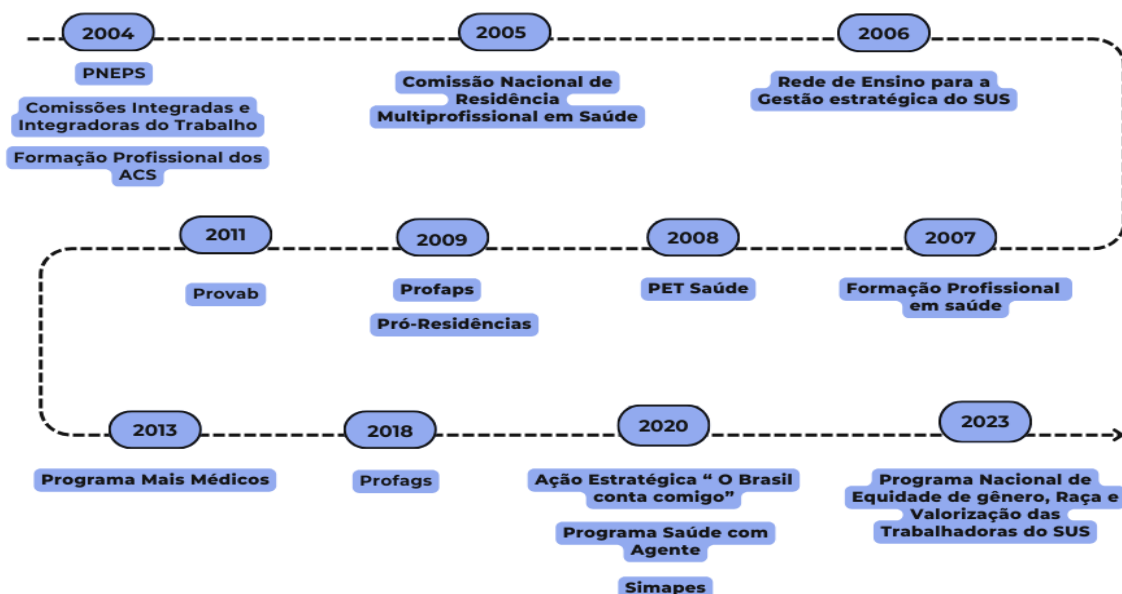 2004
PNEPS
Comissões Integradas e
Integradoras do Trabalho
Formação Profissional dos
ACS
2005
Comissão Nacional de
Residência
Multiprofissional em Saúde
2006
Rede de Ensino para a
Gestão estratégica do SUS
2007
Formação Profissional
em saúde
2008
PET Saúde
2009
Profaps
Pró-Residências
2011
Provab
2013
Programa Mais Médicos
2018
Profags
2020
Ação Estratégica “ O Brasil
conta comigo”
Programa Saúde com
Agente
Simapes
2023
Programa Nacional de
Equidade de gênero, Raça e
Valorização das
Trabalhadoras do SUS